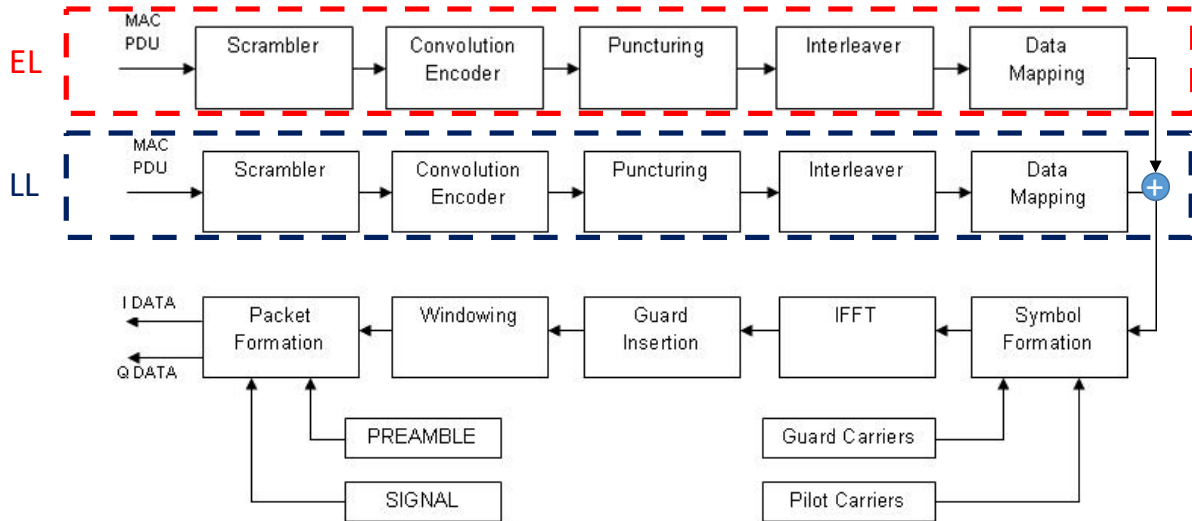 MAC
PDU
EL
Scrambler
Convolution
Encoder
Puncturing
Interleaver
Data
Mapping
MAC
PDU
LL
Scrambler
Convolution
Encoder
Puncturing
Interleaver
Data
Mapping
+
I DATA
Q DATA
Packet
Formation
Windowing
Guard
Insertion
IFFT
Symbol
Formation
PREAMBLE
Guard Carriers
SIGNAL
Pilot Carriers